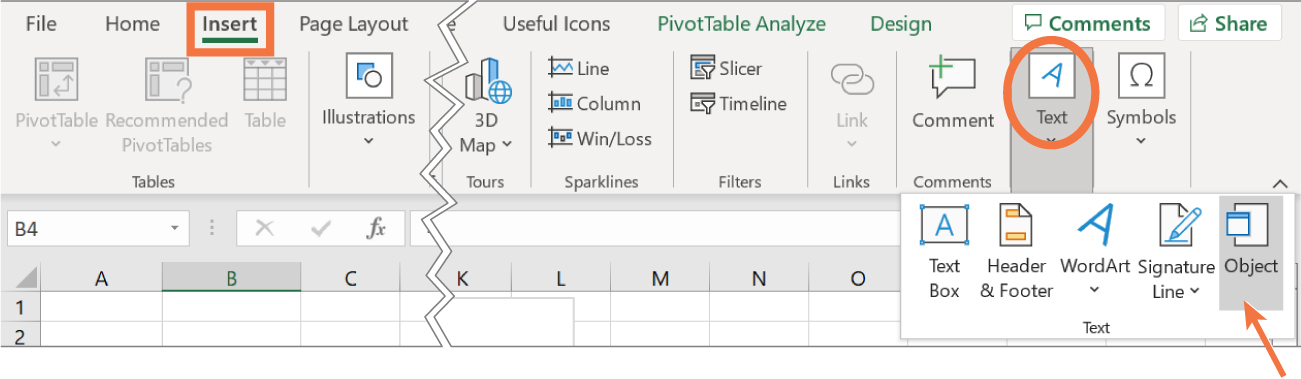 File Home Insert Page Layout e Useful Icons PivotTable Analyze Design Comments Share
PivotTable Recommended PivotTables Table Illustrations 3D Map Line Column Win/Loss Slicer Timeline Link Comment Text Symbols
Tables Tours Sparklines Filters Links Comments
B4 fx
Text Box Header & Footer WordArt Signature Line Object
Text
A B C K L M N O
1
2